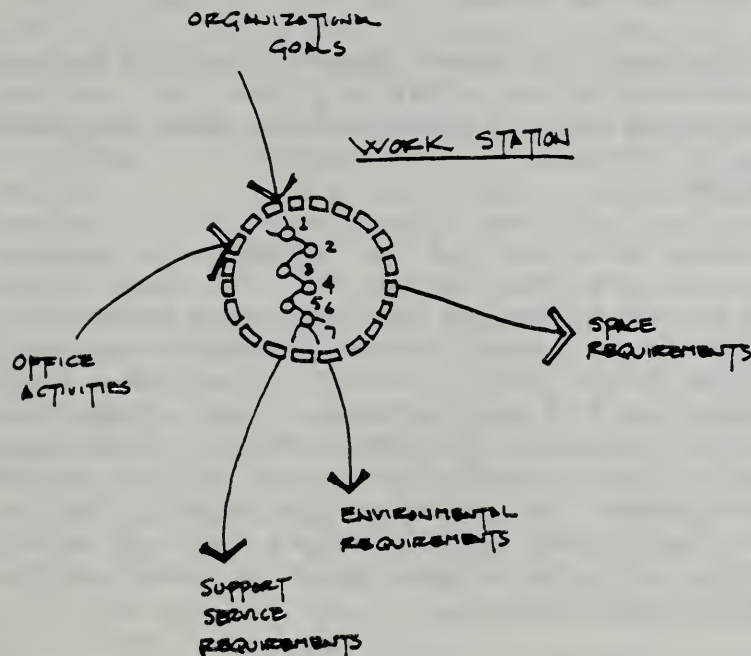 ORGANIZATIONAL
GOALS
WORK STATION
1
2
3
4
5 6
7
SPACE
REQUIREMENTS
OFFICE
ACTIVITIES
ENVIRONMENTAL
REQUIREMENTS
SUPPORT
SERVICE
REQUIREMENTS